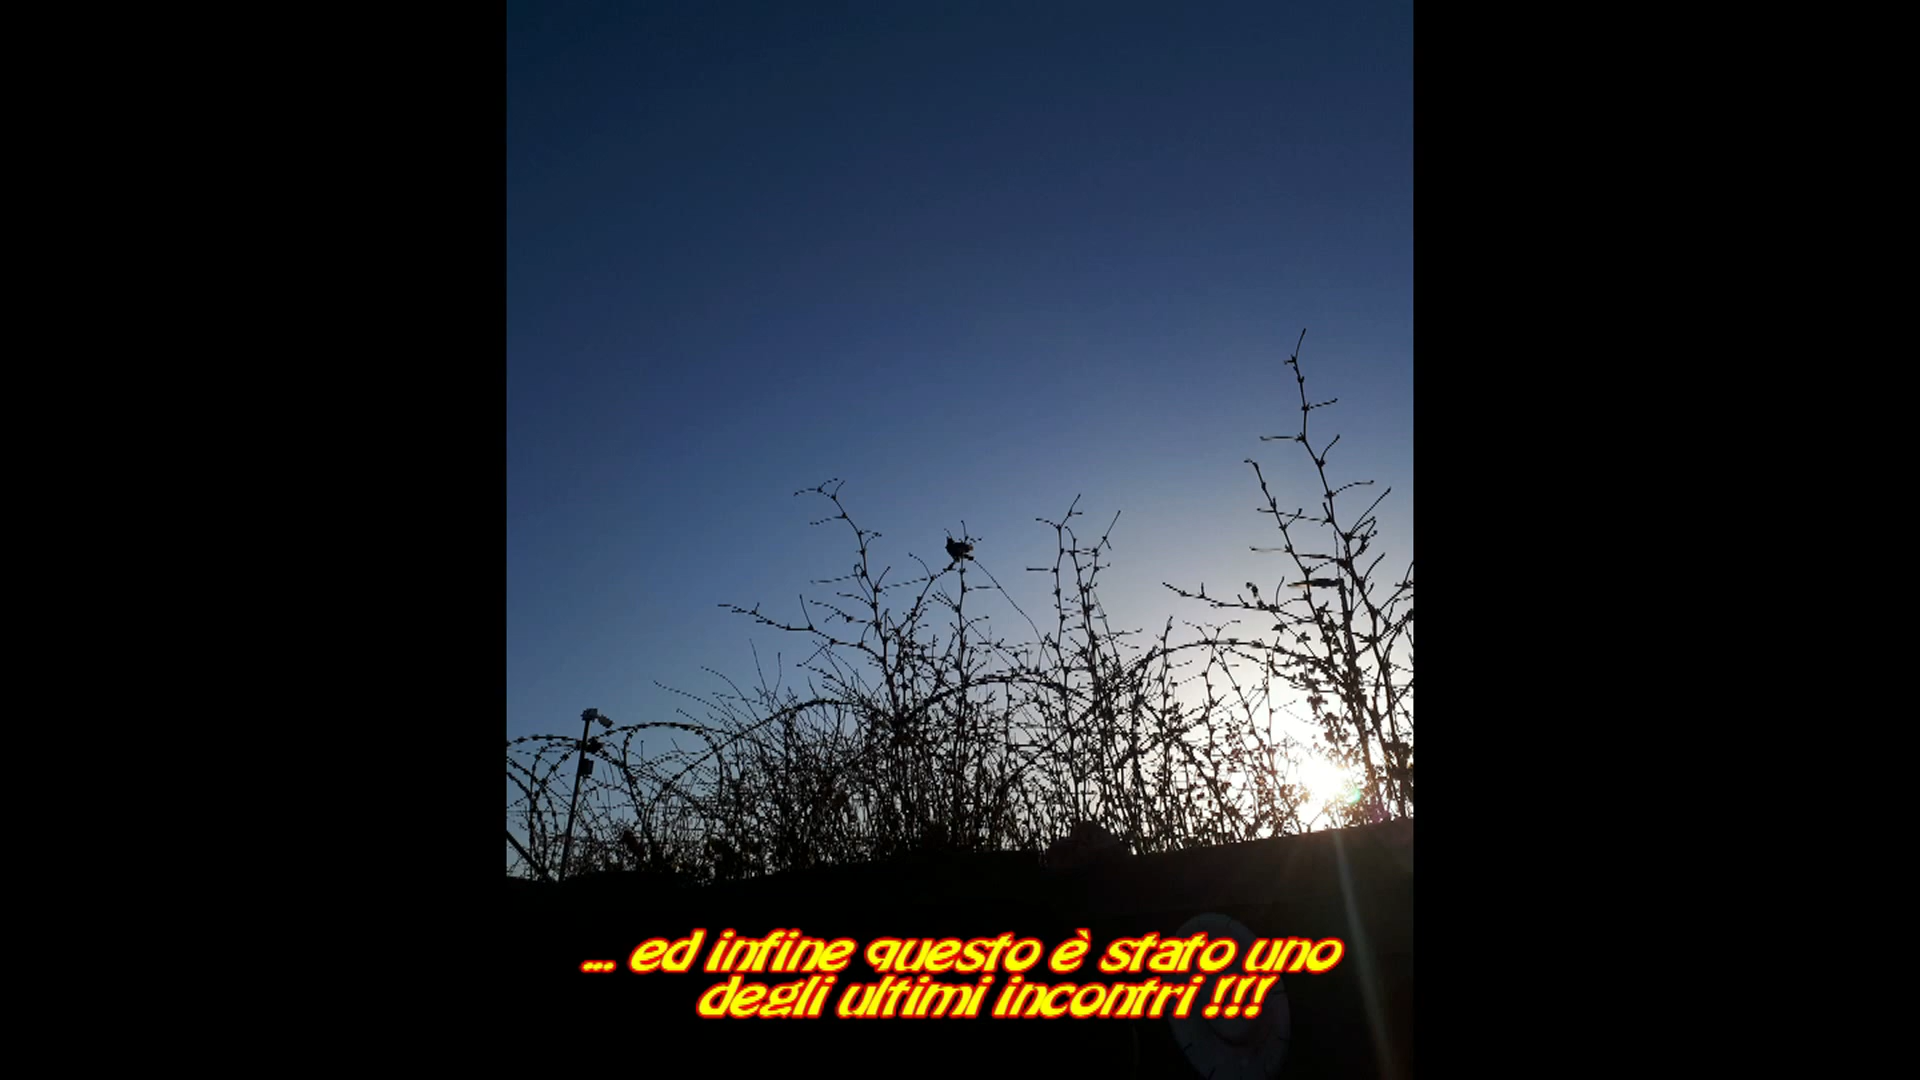 ... ed infine questo è stato uno
degli ultimi incontri !!!